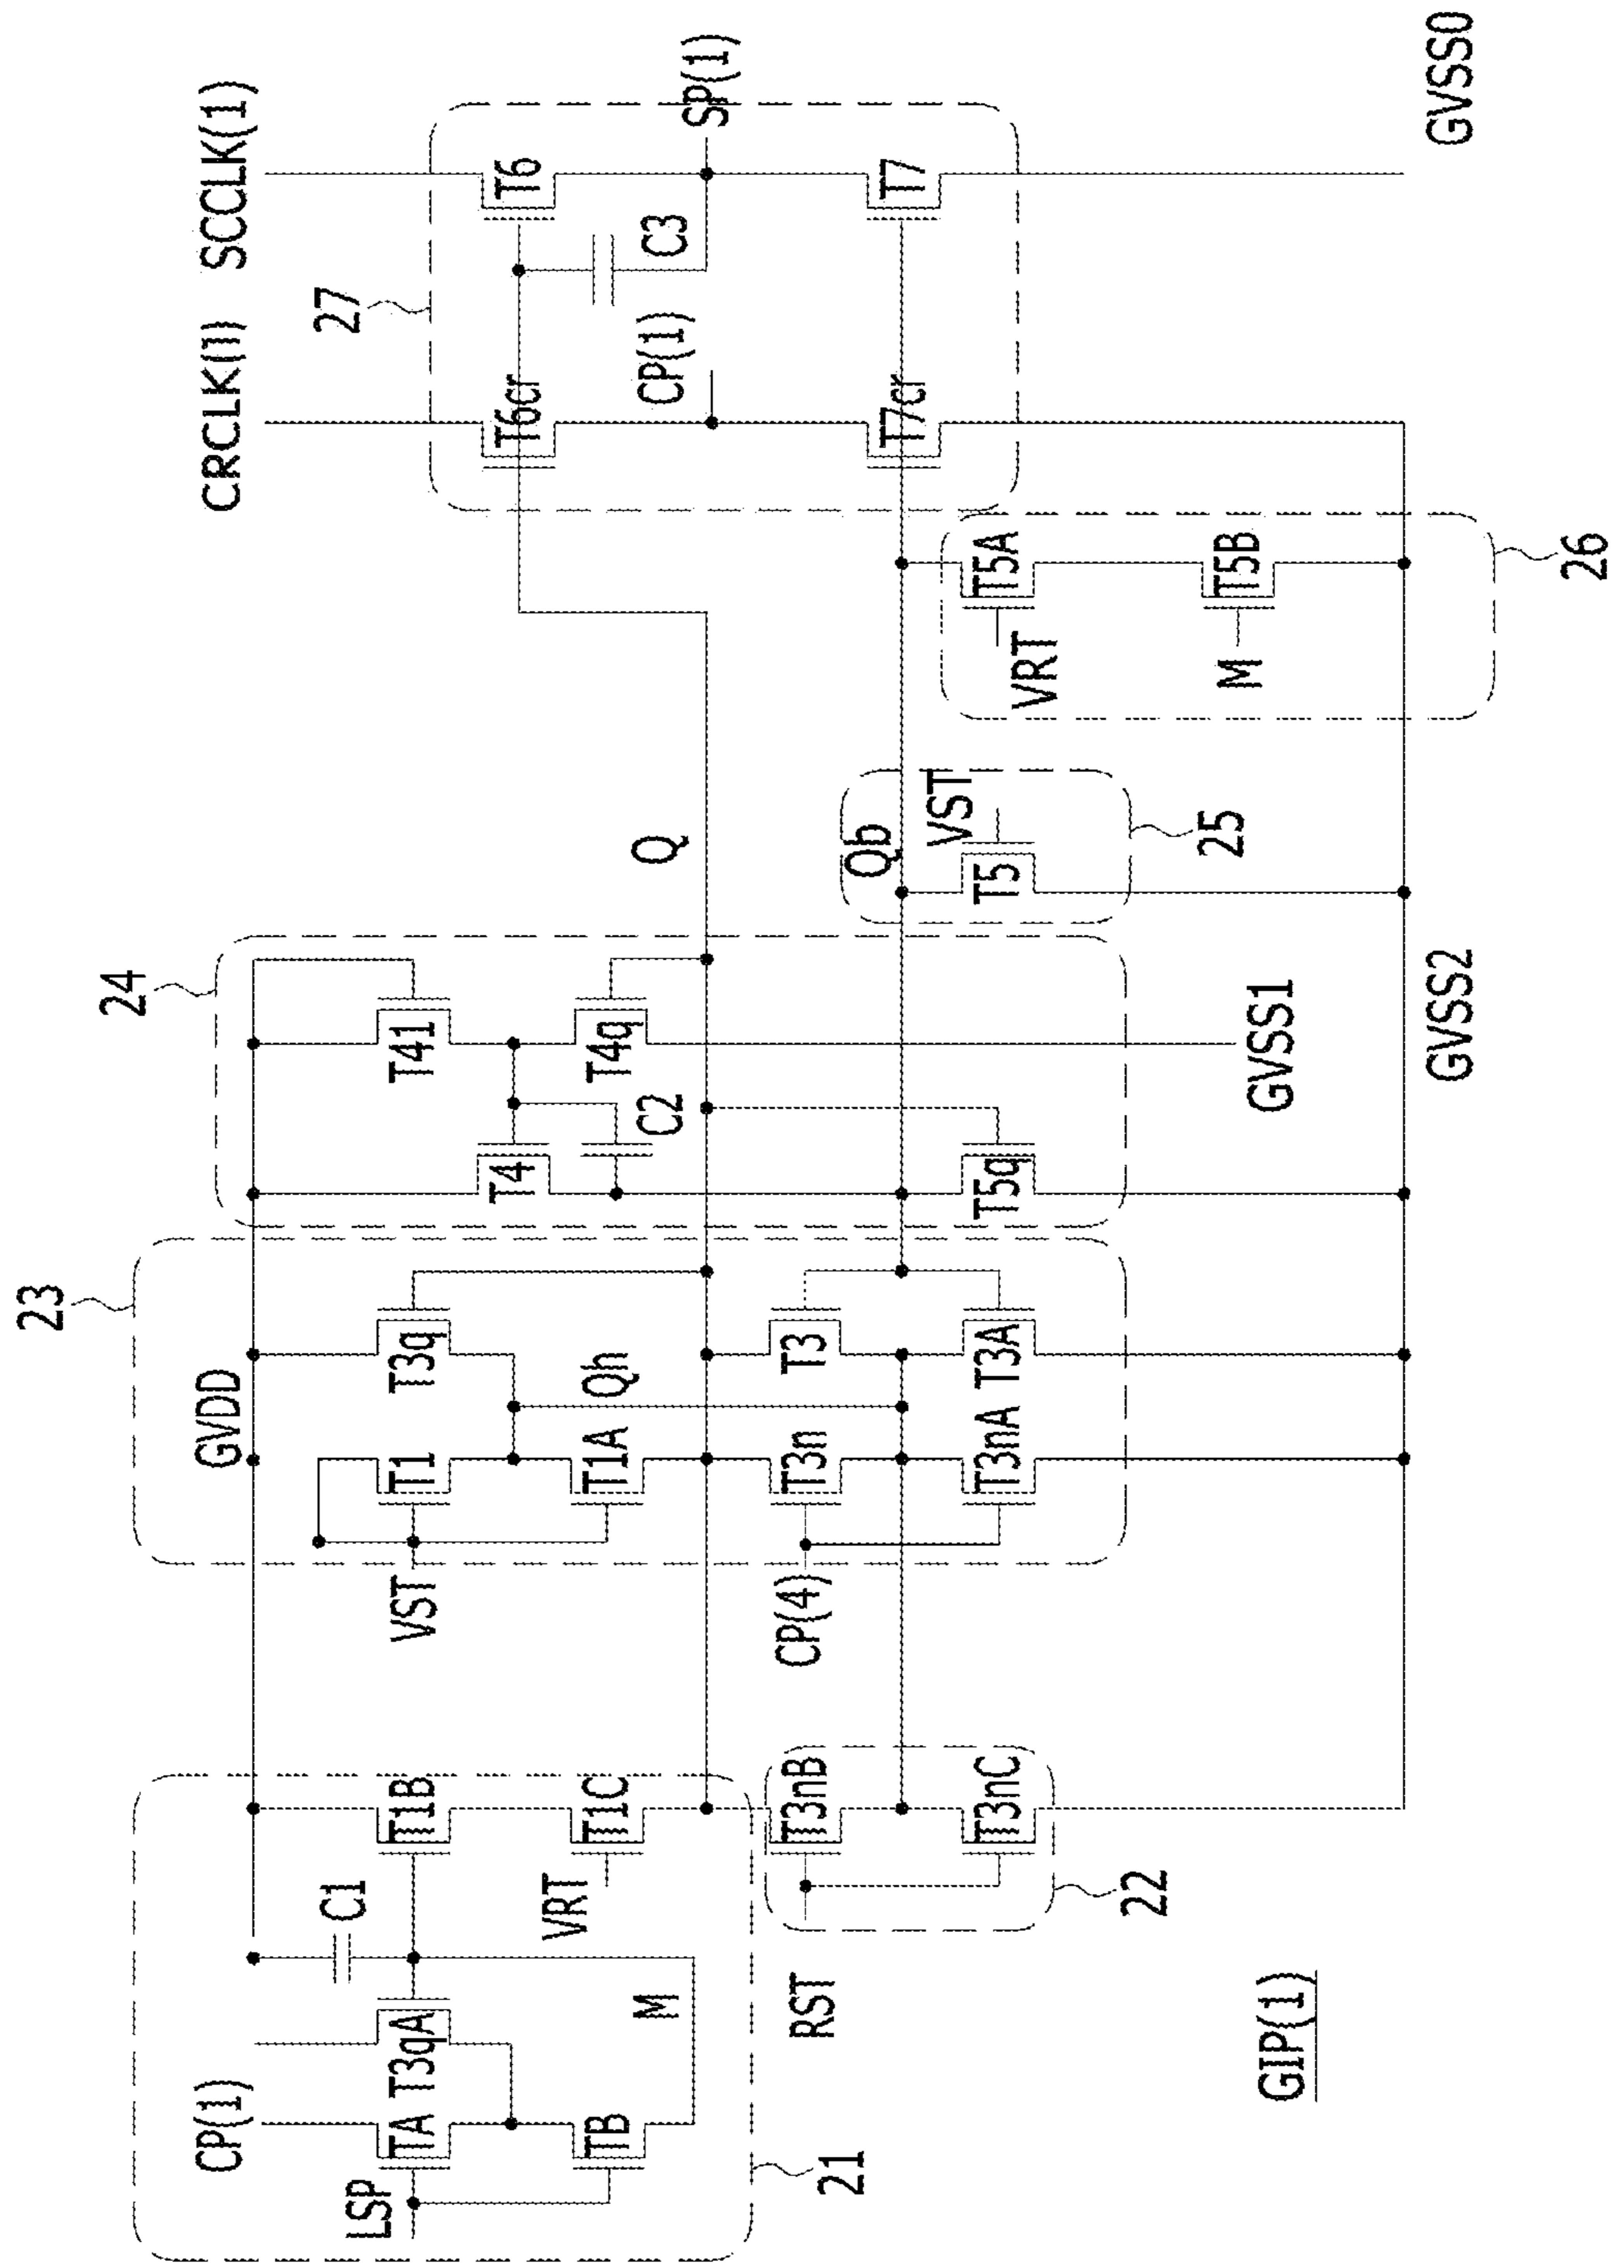 CP(1)
LSP
TA
T3qA
TB
M
C1
T1B
T1C
VRT
21
RST
T3nB
T3nC
22
GIP(1)
GVDD
23
VST
T1
T1A
T3q
Qh
CP(4)
T3n
T3nA
T3
T3A
24
T41
T4
T4q
C2
T5q
GVSS1
GVSS2
Q
Qb
VST
T5
25
VRT
T5A
M
T5B
26
27
CRCLK(1)
SCCLK(1)
T6cr
T6
C3
CP(1)
SP(1)
T7cr
T7
GVSS0